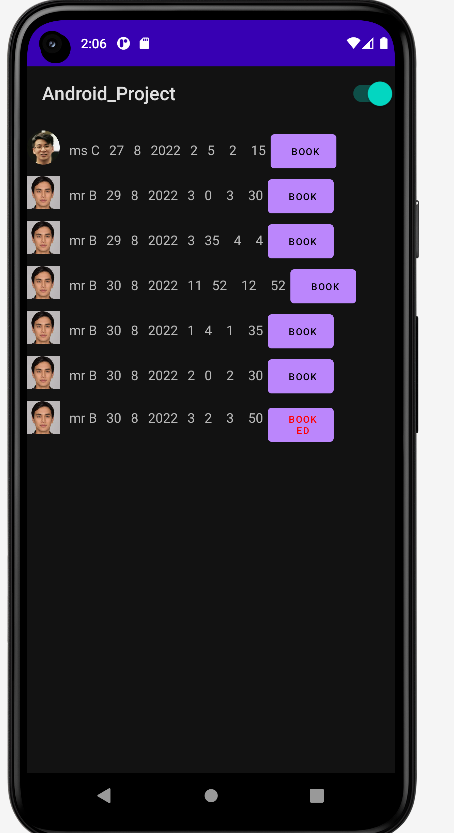 2:06
Android_Project
ms C 27 8 2022 2 5 2 15 BOOK
mr B 29 8 2022 3 0 3 30 BOOK
mr B 29 8 2022 3 35 4 4 BOOK
mr B 30 8 2022 11 52 12 52 BOOK
mr B 30 8 2022 1 4 1 35 BOOK
mr B 30 8 2022 2 0 2 30 BOOK
mr B 30 8 2022 3 2 3 50 BOOK
ED